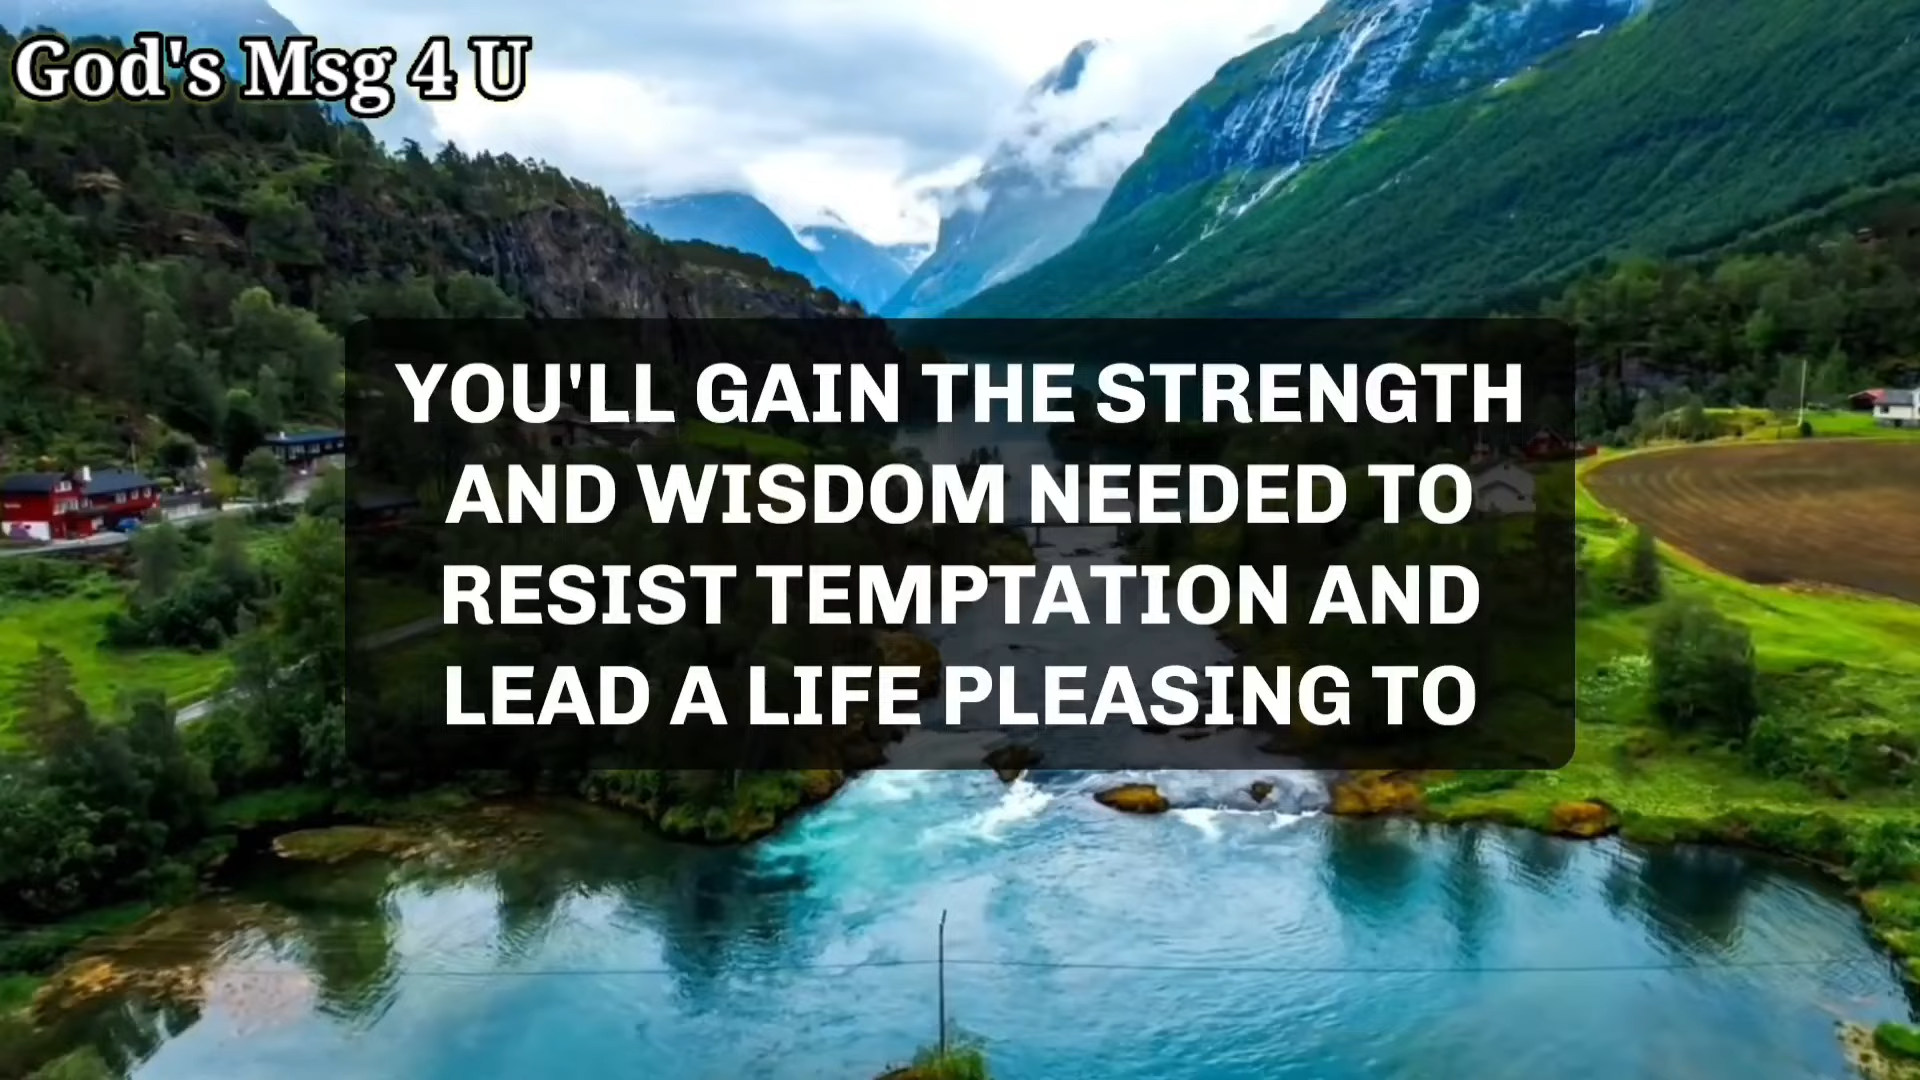 God's Msg 4 U
YOU'LL GAIN THE STRENGTH
AND WISDOM NEEDED TO
RESIST TEMPTATION AND
LEAD A LIFE PLEASING TO